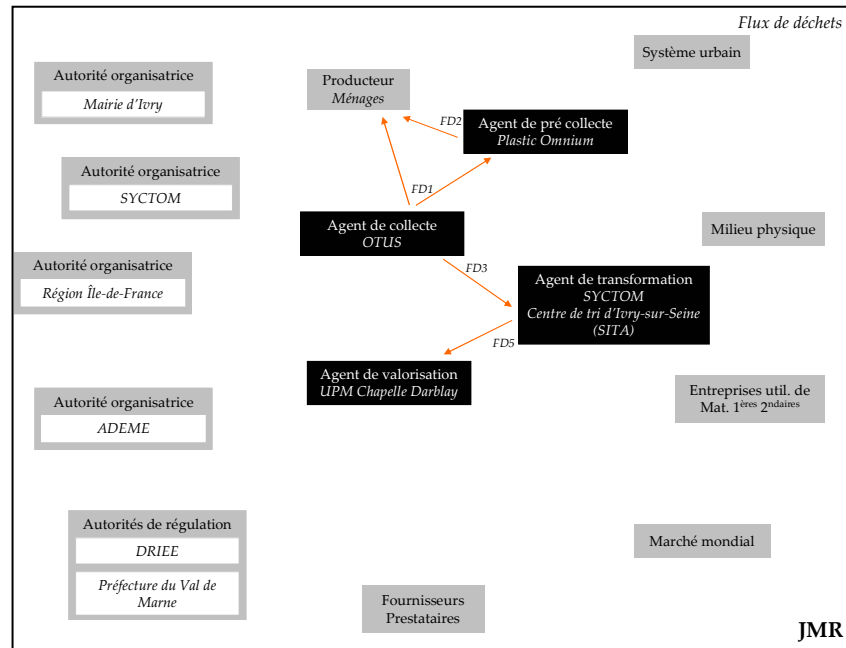 Flux de déchets
Système urbain
Autorité organisatrice
Mairie d'Ivry
Producteur
Ménages
FD2
Agent de pré collecte
Plastic Omnium
Autorité organisatrice
SYCTOM
FD1
Agent de collecte
OTUS
Milieu physique
Autorité organisatrice
Région Île-de-France
FD3
Agent de transformation
SYCTOM
Centre de tri d'Ivry-sur-Seine
(SITA)
FD5
Agent de valorisation
UPM Chapelle Darblay
Autorité organisatrice
ADEME
Entreprises util. de
Mat. 1ères 2ndaires
Autorités de régulation
DRIEE
Préfecture du Val de
Marne
Marché mondial
Fournisseurs
Prestataires
JMR